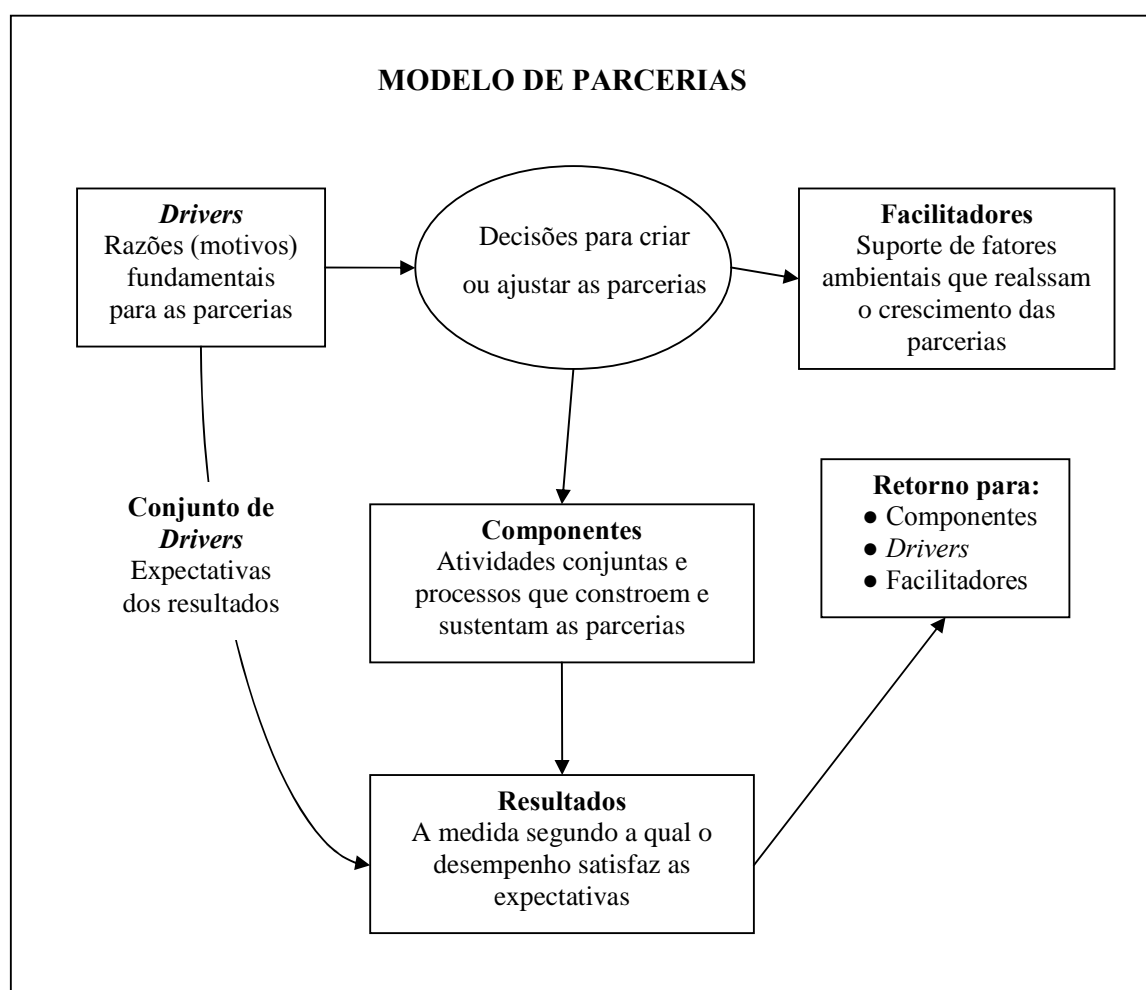 MODELO DE PARCERIAS
Drivers
Razões (motivos)
fundamentais
para as parcerias
Decisões para criar
ou ajustar as parcerias
Facilitadores
Suporte de fatores
ambientais que realssam
o crescimento das
parcerias
Conjunto de
Drivers
Expectativas
dos resultados
Componentes
Atividades conjuntas e
processos que constroem e
sustentam as parcerias
Retorno para:
● Componentes
● Drivers
● Facilitadores
Resultados
A medida segundo a qual o
desempenho satisfaz as
expectativas